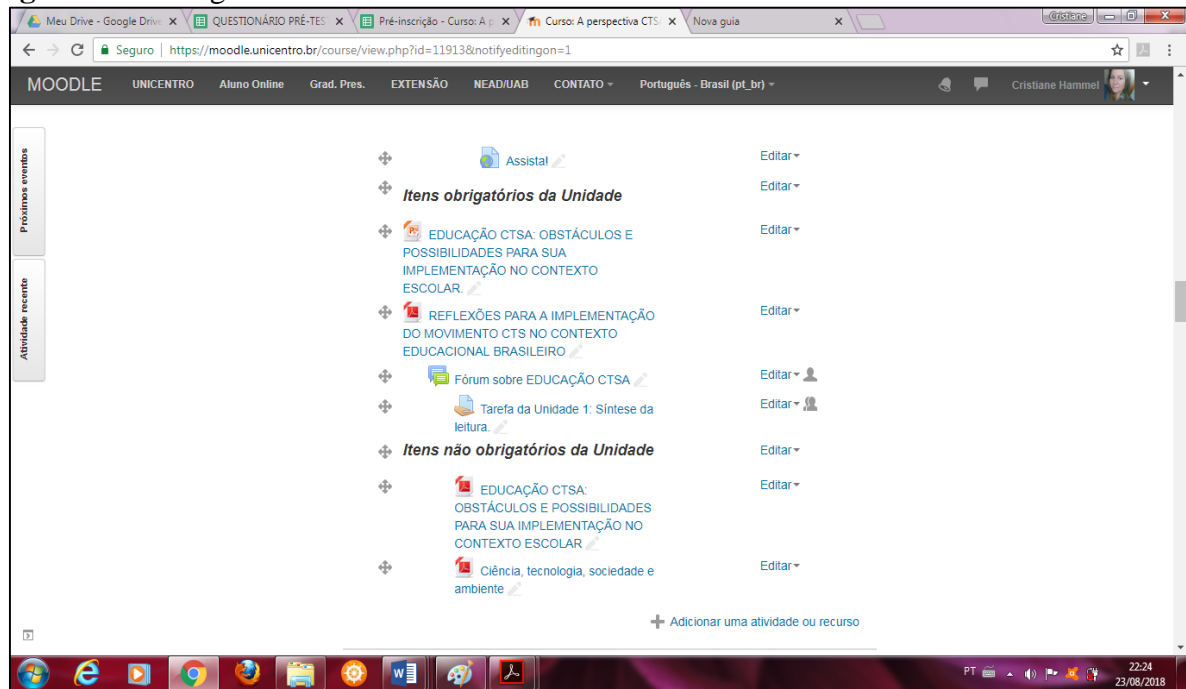 Meu Drive - Google Drive
QUESTIONÁRIO PRÉ-TES
Pré-inscrição - Curso: A p
Curso: A perspectiva CTS
Nova guia
Cristiane
Seguro | https://moodle.unicentro.br/course/view.php?id=11913&notifyeditingon=1
MOODLE UNICENTRO Aluno Online Grad. Pres. EXTENSÃO NEAD/UAB CONTATO Português - Brasil (pt_br) Cristiane Hammel
Próximos eventos
Atividade recente
Assista! Editar
Itens obrigatórios da Unidade Editar
EDUCAÇÃO CTSA: OBSTÁCULOS E Editar
POSSIBILIDADES PARA SUA
IMPLEMENTAÇÃO NO CONTEXTO
ESCOLAR.
REFLEXÕES PARA A IMPLEMENTAÇÃO Editar
DO MOVIMENTO CTS NO CONTEXTO
EDUCACIONAL BRASILEIRO
Fórum sobre EDUCAÇÃO CTSA Editar
Tarefa da Unidade 1: Síntese da Editar
leitura.
Itens não obrigatórios da Unidade Editar
EDUCAÇÃO CTSA: Editar
OBSTÁCULOS E POSSIBILIDADES
PARA SUA IMPLEMENTAÇÃO NO
CONTEXTO ESCOLAR
Ciência, tecnologia, sociedade e Editar
ambiente
Adicionar uma atividade ou recurso
PT 22:24
23/08/2018